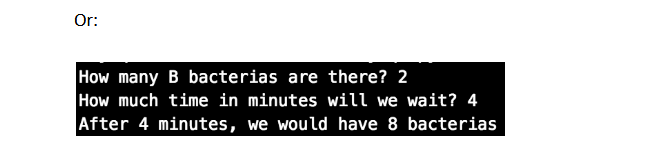 Or:
How many B bacterias are there? 2
How much time in minutes will we wait? 4
After 4 minutes, we would have 8 bacterias